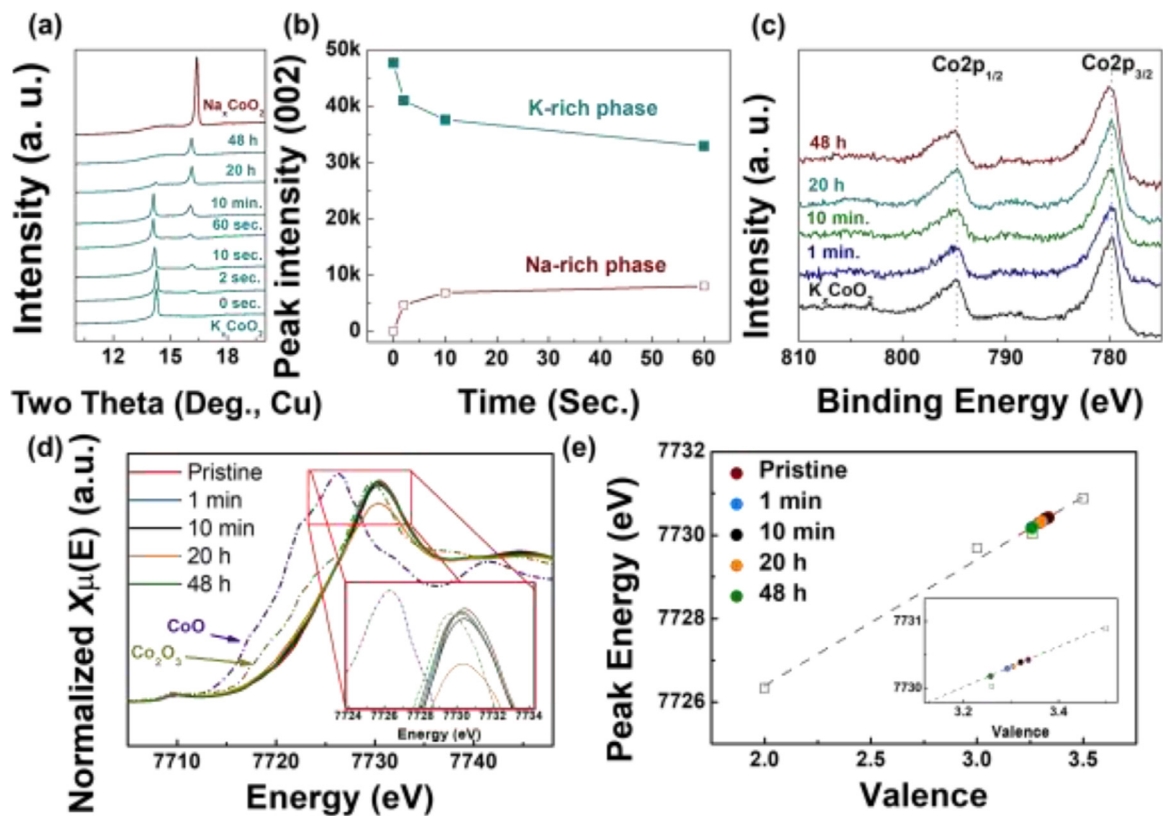 (a)
Intensity (a. u.)
NaₓCoO₂
48 h
20 h
10 min.
60 sec.
10 sec.
2 sec.
0 sec.
KₓCoO₂
12 16 20
Two Theta (Deg., Cu)
(b)
Peak intensity (002)
50k
40k
30k
20k
10k
0
K-rich phase
Na-rich phase
0 10 20 30 40 50 60
Time (Sec.)
(c)
Intensity (a. u.)
Co2p₁/₂ Co2p₃/₂
48 h
20 h
10 min.
1 min.
KₓCoO₂
810 800 790 780
Binding Energy (eV)
(d)
Normalized Xμ(E) (a.u.)
Pristine
1 min
10 min
20 h
48 h
CoO
Co₂O₃
7724 7726 7728 7730 7732 7734
Energy (eV)
7710 7720 7730 7740
Energy (eV)
(e)
Peak Energy (eV)
7732
7730
7728
7726
Pristine
1 min
10 min
20 h
48 h
7731
7730
3.2 3.4
Valence
2.0 2.5 3.0 3.5
Valence